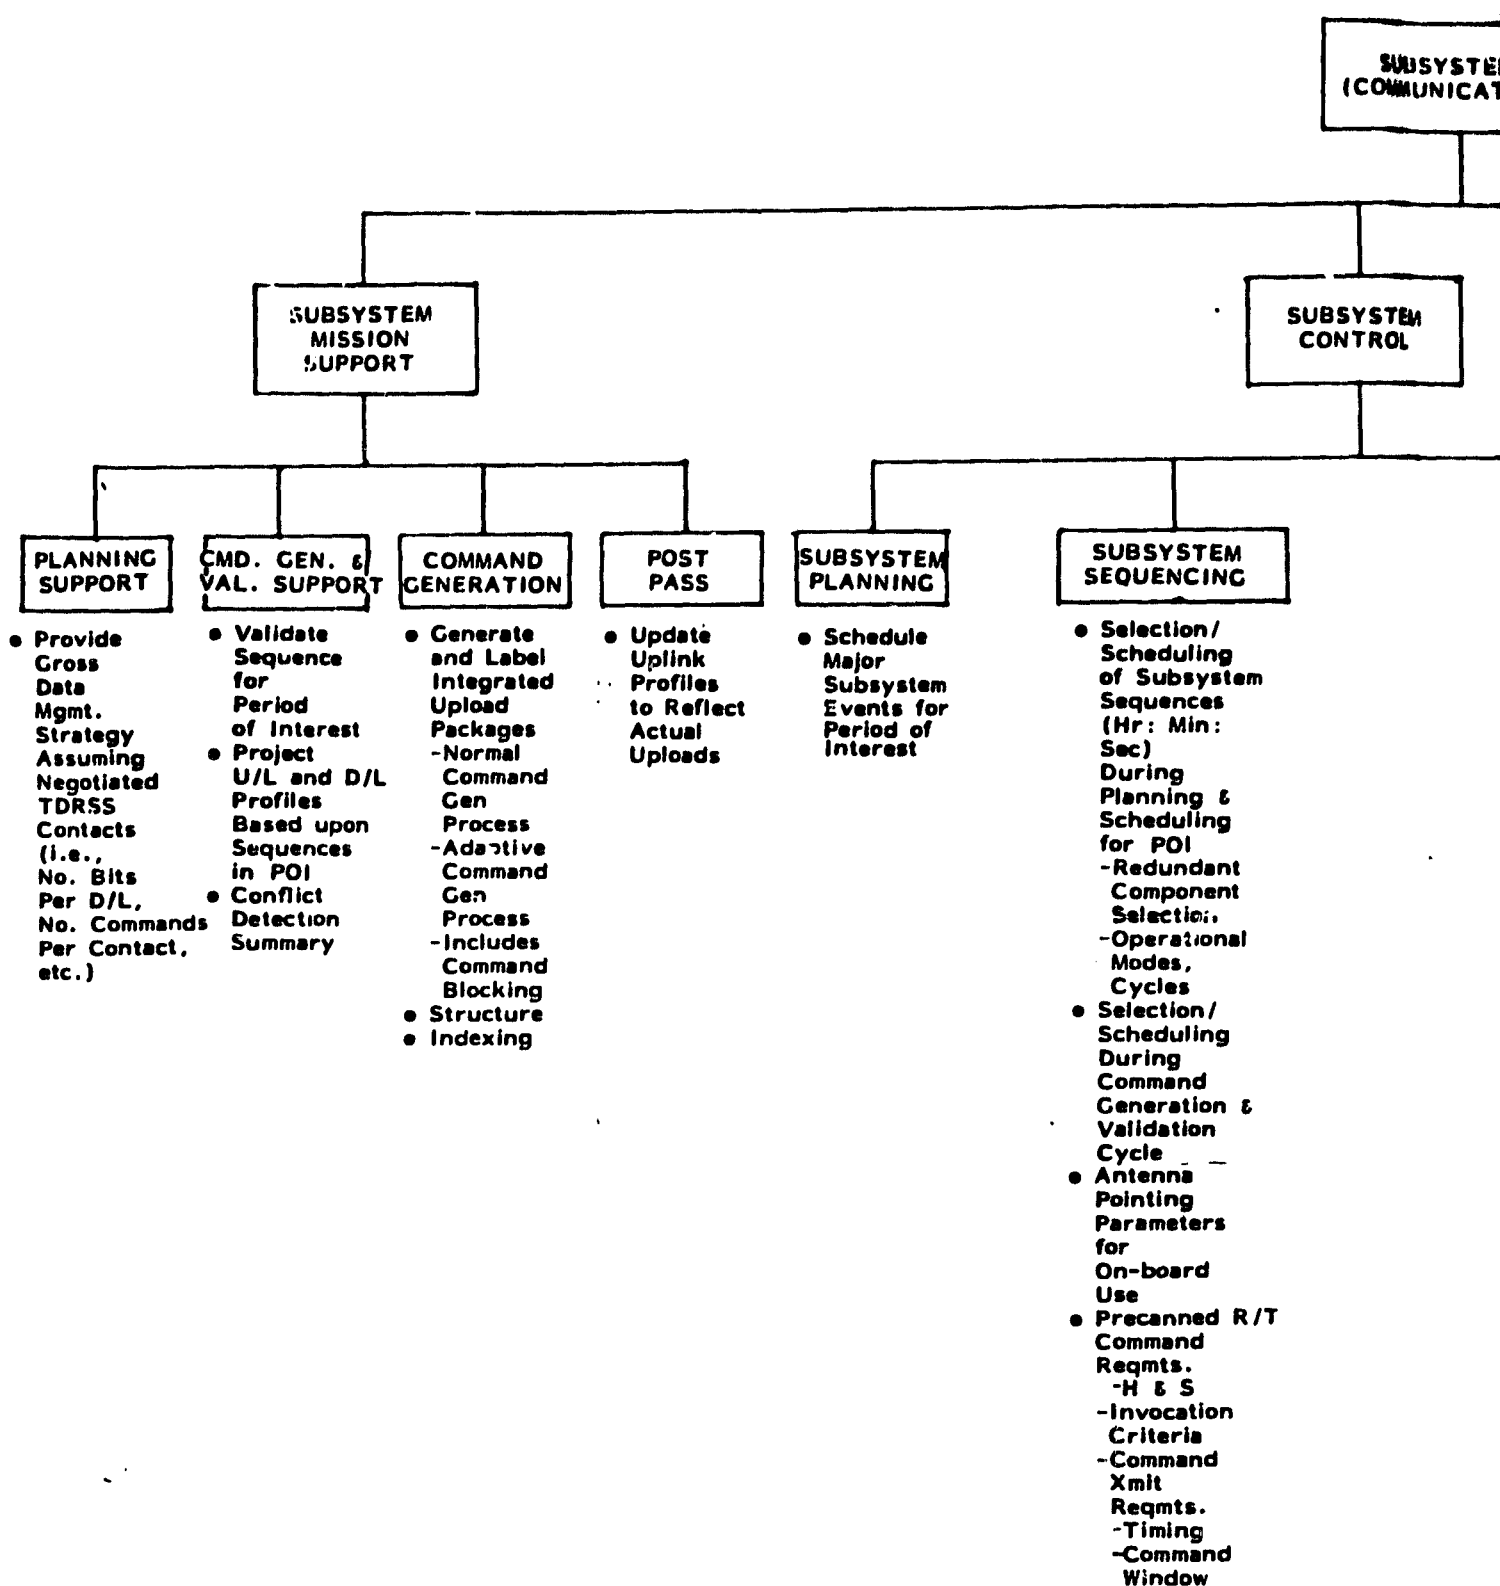 SUBSYSTE
(COMMUNICAT
SUBSYSTEM
MISSION
SUPPORT
SUBSYSTEM
CONTROL
PLANNING
SUPPORT
● Provide
Gross
Data
Mgmt.
Strategy
Assuming
Negotiated
TDRSS
Contacts
(i.e.,
No. Bits
Per D/L,
No. Commands
Per Contact,
etc.)
CMD. GEN. &
VAL. SUPPORT
● Validate
Sequence
for
Period
of Interest
● Project
U/L and D/L
Profiles
Based upon
Sequences
in POI
● Conflict
Detection
Summary
COMMAND
GENERATION
● Generate
and Label
Integrated
Upload
Packages
-Normal
Command
Gen
Process
-Adaptive
Command
Gen
Process
-Includes
Command
Blocking
● Structure
● Indexing
POST
PASS
● Update
Uplink
Profiles
to Reflect
Actual
Uploads
SUBSYSTEM
PLANNING
● Schedule
Major
Subsystem
Events for
Period of
Interest
SUBSYSTEM
SEQUENCING
● Selection/
Scheduling
of Subsystem
Sequences
(Hr: Min:
Sec)
During
Planning &
Scheduling
for POI
-Redundant
Component
Selection
-Operational
Modes,
Cycles
● Selection/
Scheduling
During
Command
Generation &
Validation
Cycle
● Antenna
Pointing
Parameters
for
On-board
Use
● Precanned R/T
Command
Reqmts.
-H & S
-Invocation
Criteria
-Command
Xmit
Reqmts.
-Timing
-Command
Window